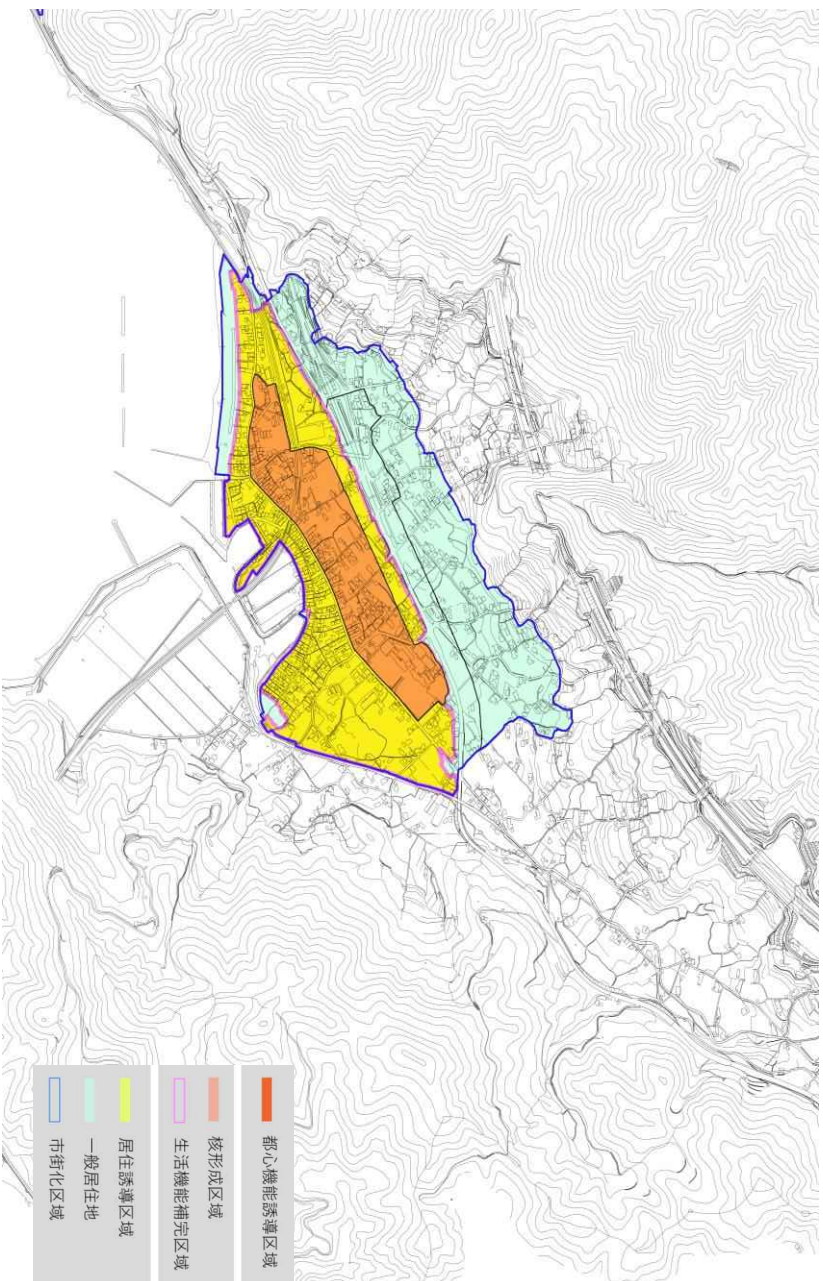 都心機能誘導区域
核形成区域
生活機能補完区域
居住誘導区域
一般居住地
市街化区域